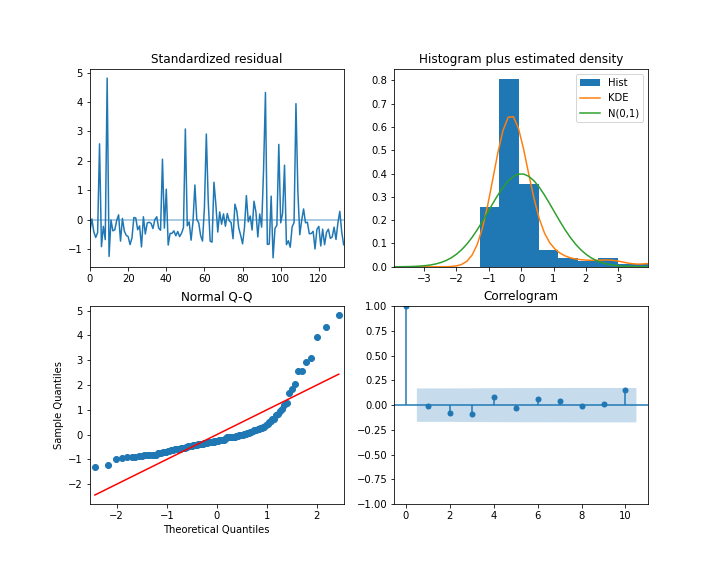 Standardized residual
5
4
3
2
1
0
−1
0 20 40 60 80 100 120
Histogram plus estimated density
Hist
KDE
N(0,1)
0.8
0.7
0.6
0.5
0.4
0.3
0.2
0.1
0.0
−3 −2 −1 0 1 2 3
Normal Q-Q
Sample Quantiles
5
4
3
2
1
0
−1
−2
−2 −1 0 1 2
Theoretical Quantiles
Correlogram
1.00
0.75
0.50
0.25
0.00
−0.25
−0.50
−0.75
−1.00
0 2 4 6 8 10